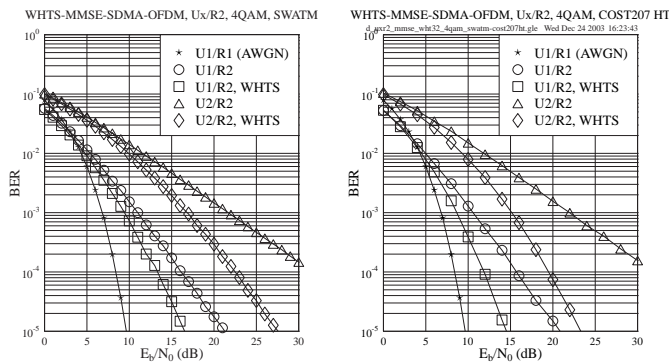 WHTS-MMSE-SDMA-OFDM, Ux/R2, 4QAM, SWATM
BER
10^0
10^-1
10^-2
10^-3
10^-4
10^-5
0 5 10 15 20 25 30
E_b/N_0 (dB)
U1/R1 (AWGN)
U1/R2
U1/R2, WHTS
U2/R2
U2/R2, WHTS
WHTS-MMSE-SDMA-OFDM, Ux/R2, 4QAM, COST207 HT
d_uxr2_mmse_wht32_4qam_swatm-cost207ht.gle Wed Dec 24 2003 16:23:43
BER
10^0
10^-1
10^-2
10^-3
10^-4
10^-5
0 5 10 15 20 25 30
E_b/N_0 (dB)
U1/R1 (AWGN)
U1/R2
U1/R2, WHTS
U2/R2
U2/R2, WHTS